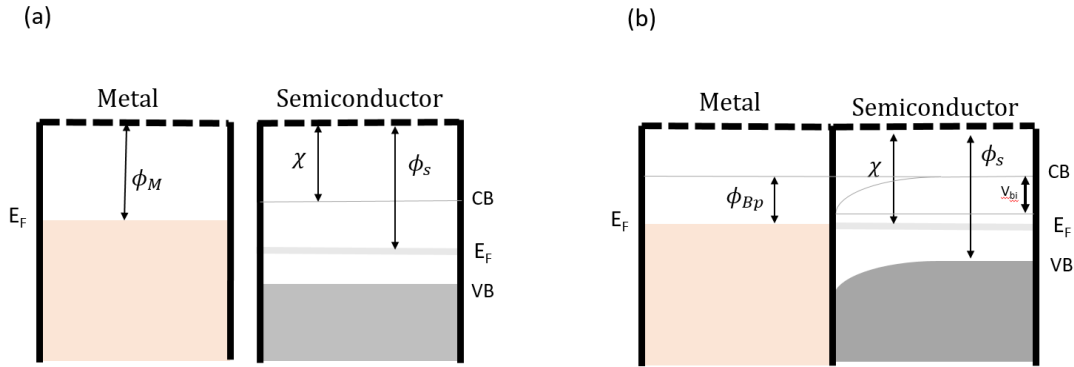 (a)
Metal
Semiconductor
χ
ϕM
ϕs
CB
EF
EF
VB
(b)
Metal
Semiconductor
χ
ϕs
CB
ϕBp
Vbi
EF
EF
VB